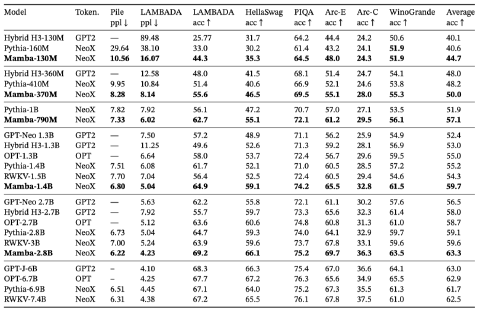 Model Token. Pile LAMBADA LAMBADA HellaSwag PIQA Arc-E Arc-C WinoGrande Average
ppl ↓ ppl ↓ acc ↑ acc ↑ acc ↑ acc ↑ acc ↑ acc ↑ acc ↑
Hybrid H3-130M GPT2 — 89.48 25.77 31.7 64.2 44.4 24.2 50.6 40.1
Pythia-160M NeoX 29.64 38.10 33.0 30.2 61.4 43.2 24.1 51.9 40.6
Mamba-130M NeoX 10.56 16.07 44.3 35.3 64.5 48.0 24.3 51.9 44.7
Hybrid H3-360M GPT2 — 12.58 48.0 41.5 68.1 51.4 24.7 54.1 48.0
Pythia-410M NeoX 9.95 10.84 51.4 40.6 66.9 52.1 24.6 53.8 48.2
Mamba-370M NeoX 8.28 8.14 55.6 46.5 69.5 55.1 28.0 55.3 50.0
Pythia-1B NeoX 7.82 7.92 56.1 47.2 70.7 57.0 27.1 53.5 51.9
Mamba-790M NeoX 7.33 6.02 62.7 55.1 72.1 61.2 29.5 56.1 57.1
GPT-Neo 1.3B GPT2 — 7.50 57.2 48.9 71.1 56.2 25.9 54.9 52.4
Hybrid H3-1.3B GPT2 — 11.25 49.6 52.6 71.3 59.2 28.1 56.9 53.0
OPT-1.3B OPT — 6.64 58.0 53.7 72.4 56.7 29.6 59.5 55.0
Pythia-1.4B NeoX 7.51 6.08 61.7 52.1 71.0 60.5 28.5 57.2 55.2
RWKV-1.5B NeoX 7.70 7.04 56.4 52.5 72.4 60.5 29.4 54.6 54.3
Mamba-1.4B NeoX 6.80 5.04 64.9 59.1 74.2 65.5 32.8 61.5 59.7
GPT-Neo 2.7B GPT2 — 5.63 62.2 55.8 72.1 61.1 30.2 57.6 56.5
Hybrid H3-2.7B GPT2 — 7.92 55.7 59.7 73.3 65.6 32.3 61.4 58.0
OPT-2.7B OPT — 5.12 63.6 60.6 74.8 60.8 31.3 61.0 58.7
Pythia-2.8B NeoX 6.73 5.04 64.7 59.3 74.0 64.1 32.9 59.7 59.1
RWKV-3B NeoX 7.00 5.24 63.9 59.6 73.7 67.8 33.1 59.6 59.6
Mamba-2.8B NeoX 6.22 4.23 69.2 66.1 75.2 69.7 36.3 63.5 63.3
GPT-J-6B GPT2 – 4.10 68.3 66.3 75.4 67.0 36.6 64.1 63.0
OPT-6.7B OPT – 4.25 67.7 67.2 76.3 65.6 34.9 65.5 62.9
Pythia-6.9B NeoX 6.51 4.45 67.1 64.0 75.2 67.3 35.5 61.3 61.7
RWKV-7.4B NeoX 6.31 4.38 67.2 65.5 76.1 67.8 37.5 61.0 62.5